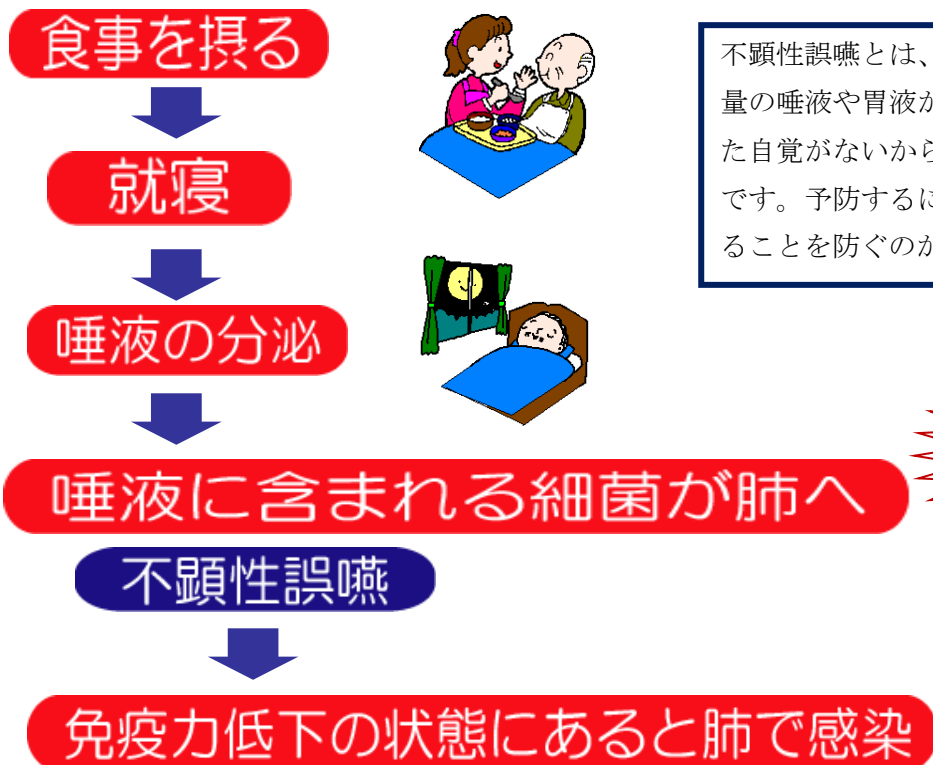 食事を摂る
就寝
唾液の分泌
唾液に含まれる細菌が肺へ
不顕性誤嚥
免疫力低下の状態にあると肺で感染
不顕性誤嚥とは、
量の唾液や胃液が
た自覚がないから
です。予防するに
ることを防ぐのが